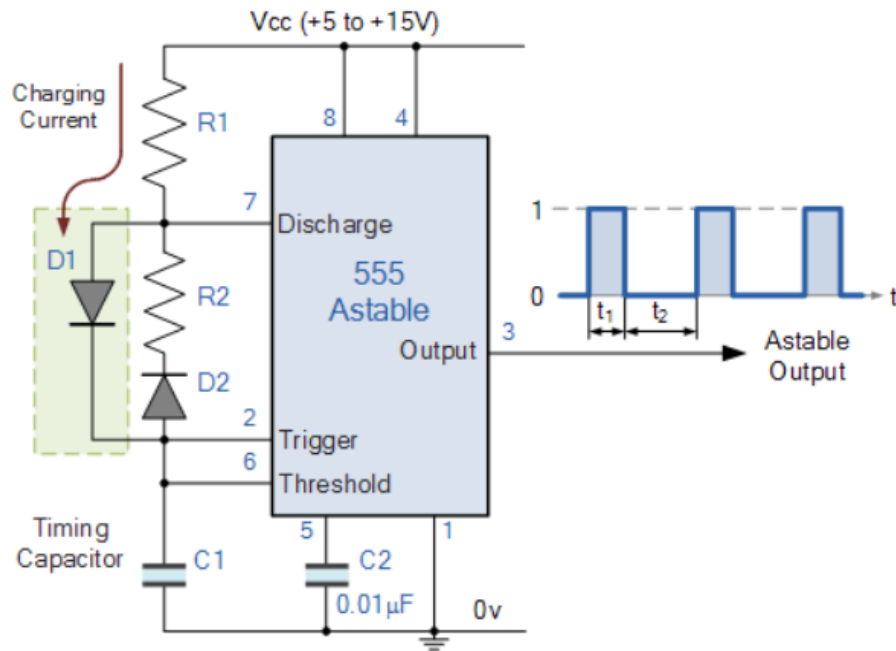 Vcc (+5 to +15V)
Charging
Current
R1
8
4
7
Discharge
D1
R2
555
Astable
1
0
t
t₁
t₂
3
Output
Astable
Output
D2
2
Trigger
6
Threshold
Timing
Capacitor
C1
5
C2
0.01µF
1
0v